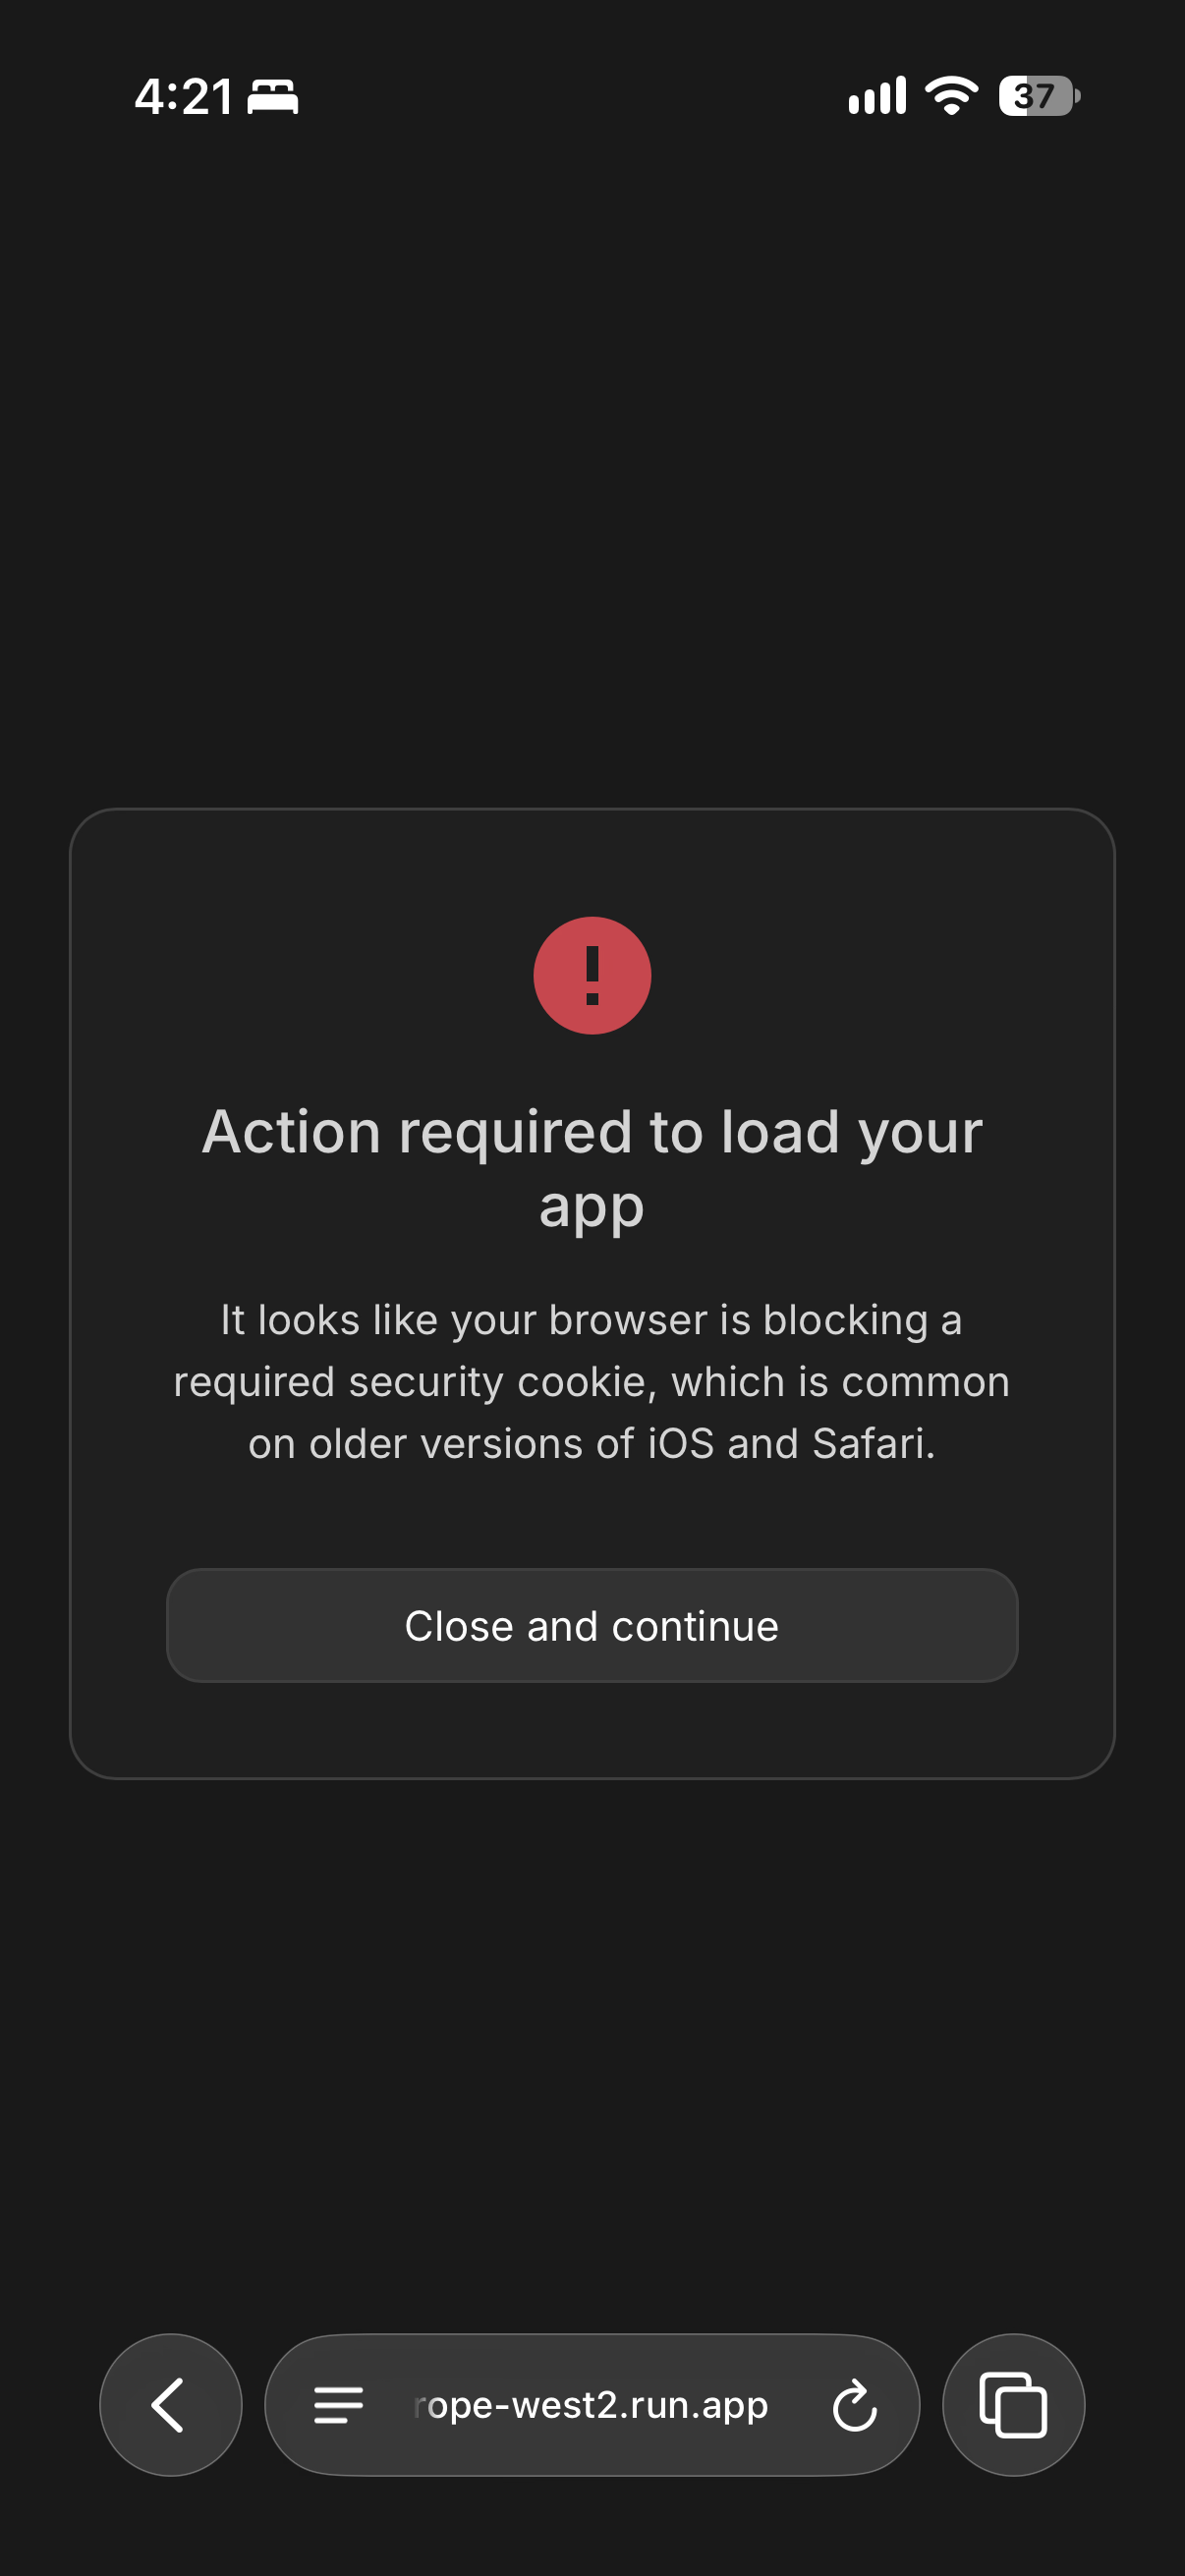 4:21
37
!
Action required to load your
app
It looks like your browser is blocking a
required security cookie, which is common
on older versions of iOS and Safari.
Close and continue
rope-west2.run.app